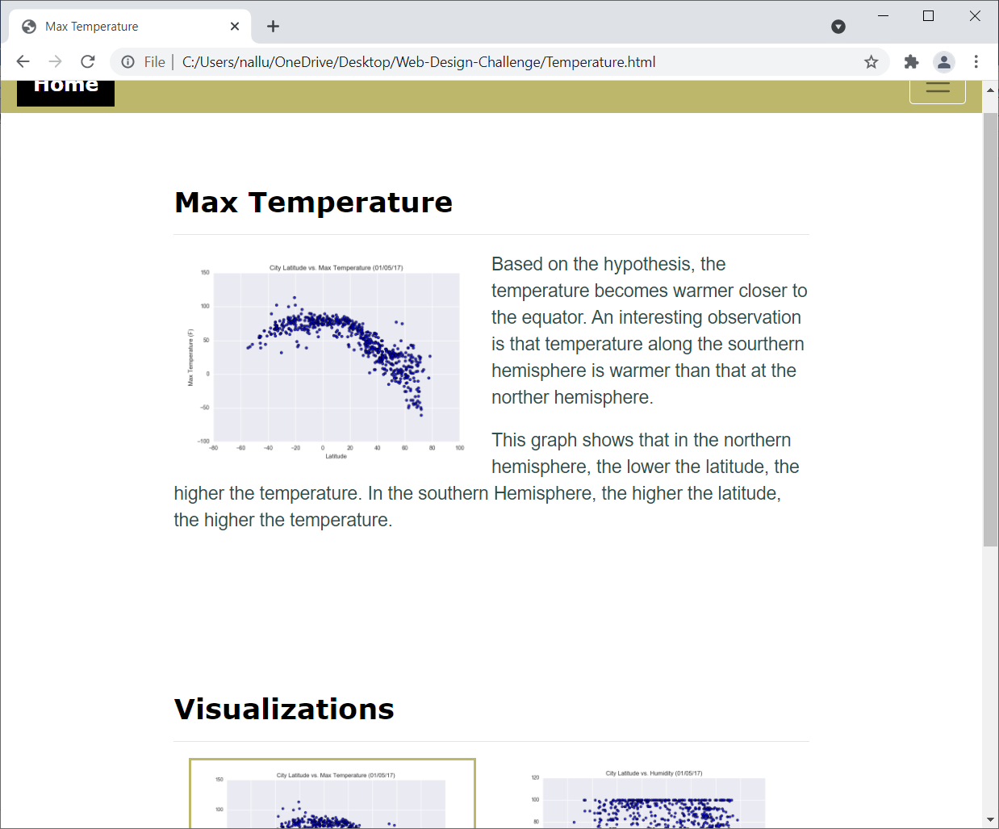 Max Temperature
File
C:/Users/nallu/OneDrive/Desktop/Web-Design-Challenge/Temperature.html
Home
Max Temperature
City Latitude vs. Max Temperature (01/05/17)
150
100
50
0
−50
−100
Max Temperature (F)
−80 −60 −40 −20 0 20 40 60 80 100
Latitude
Based on the hypothesis, the
temperature becomes warmer closer to
the equator. An interesting observation
is that temperature along the sourthern
hemisphere is warmer than that at the
norther hemisphere.
This graph shows that in the northern
hemisphere, the lower the latitude, the
higher the temperature. In the southern Hemisphere, the higher the latitude,
the higher the temperature.
Visualizations
City Latitude vs. Max Temperature (01/05/17)
150
100
City Latitude vs. Humidity (01/05/17)
120
100
80